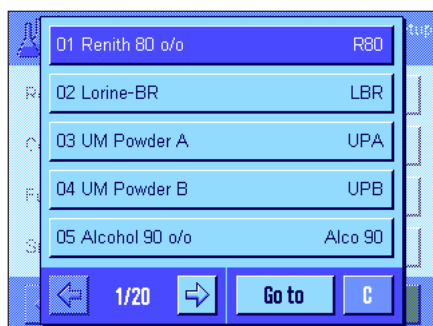 tup
01 Renith 80 o/o R80
02 Lorine-BR LBR
03 UM Powder A UPA
04 UM Powder B UPB
05 Alcohol 90 o/o Alco 90
1/20 Go to C